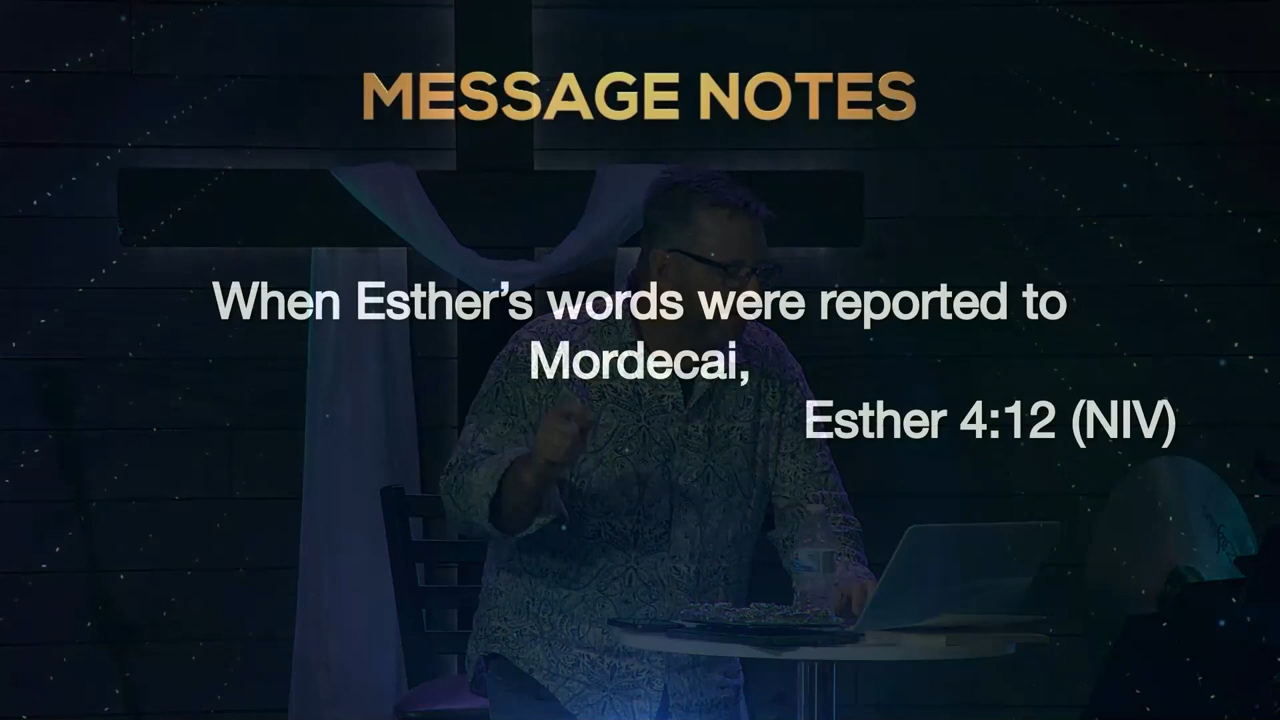 MESSAGE NOTES
When Esther’s words were reported to
Mordecai,
Esther 4:12 (NIV)